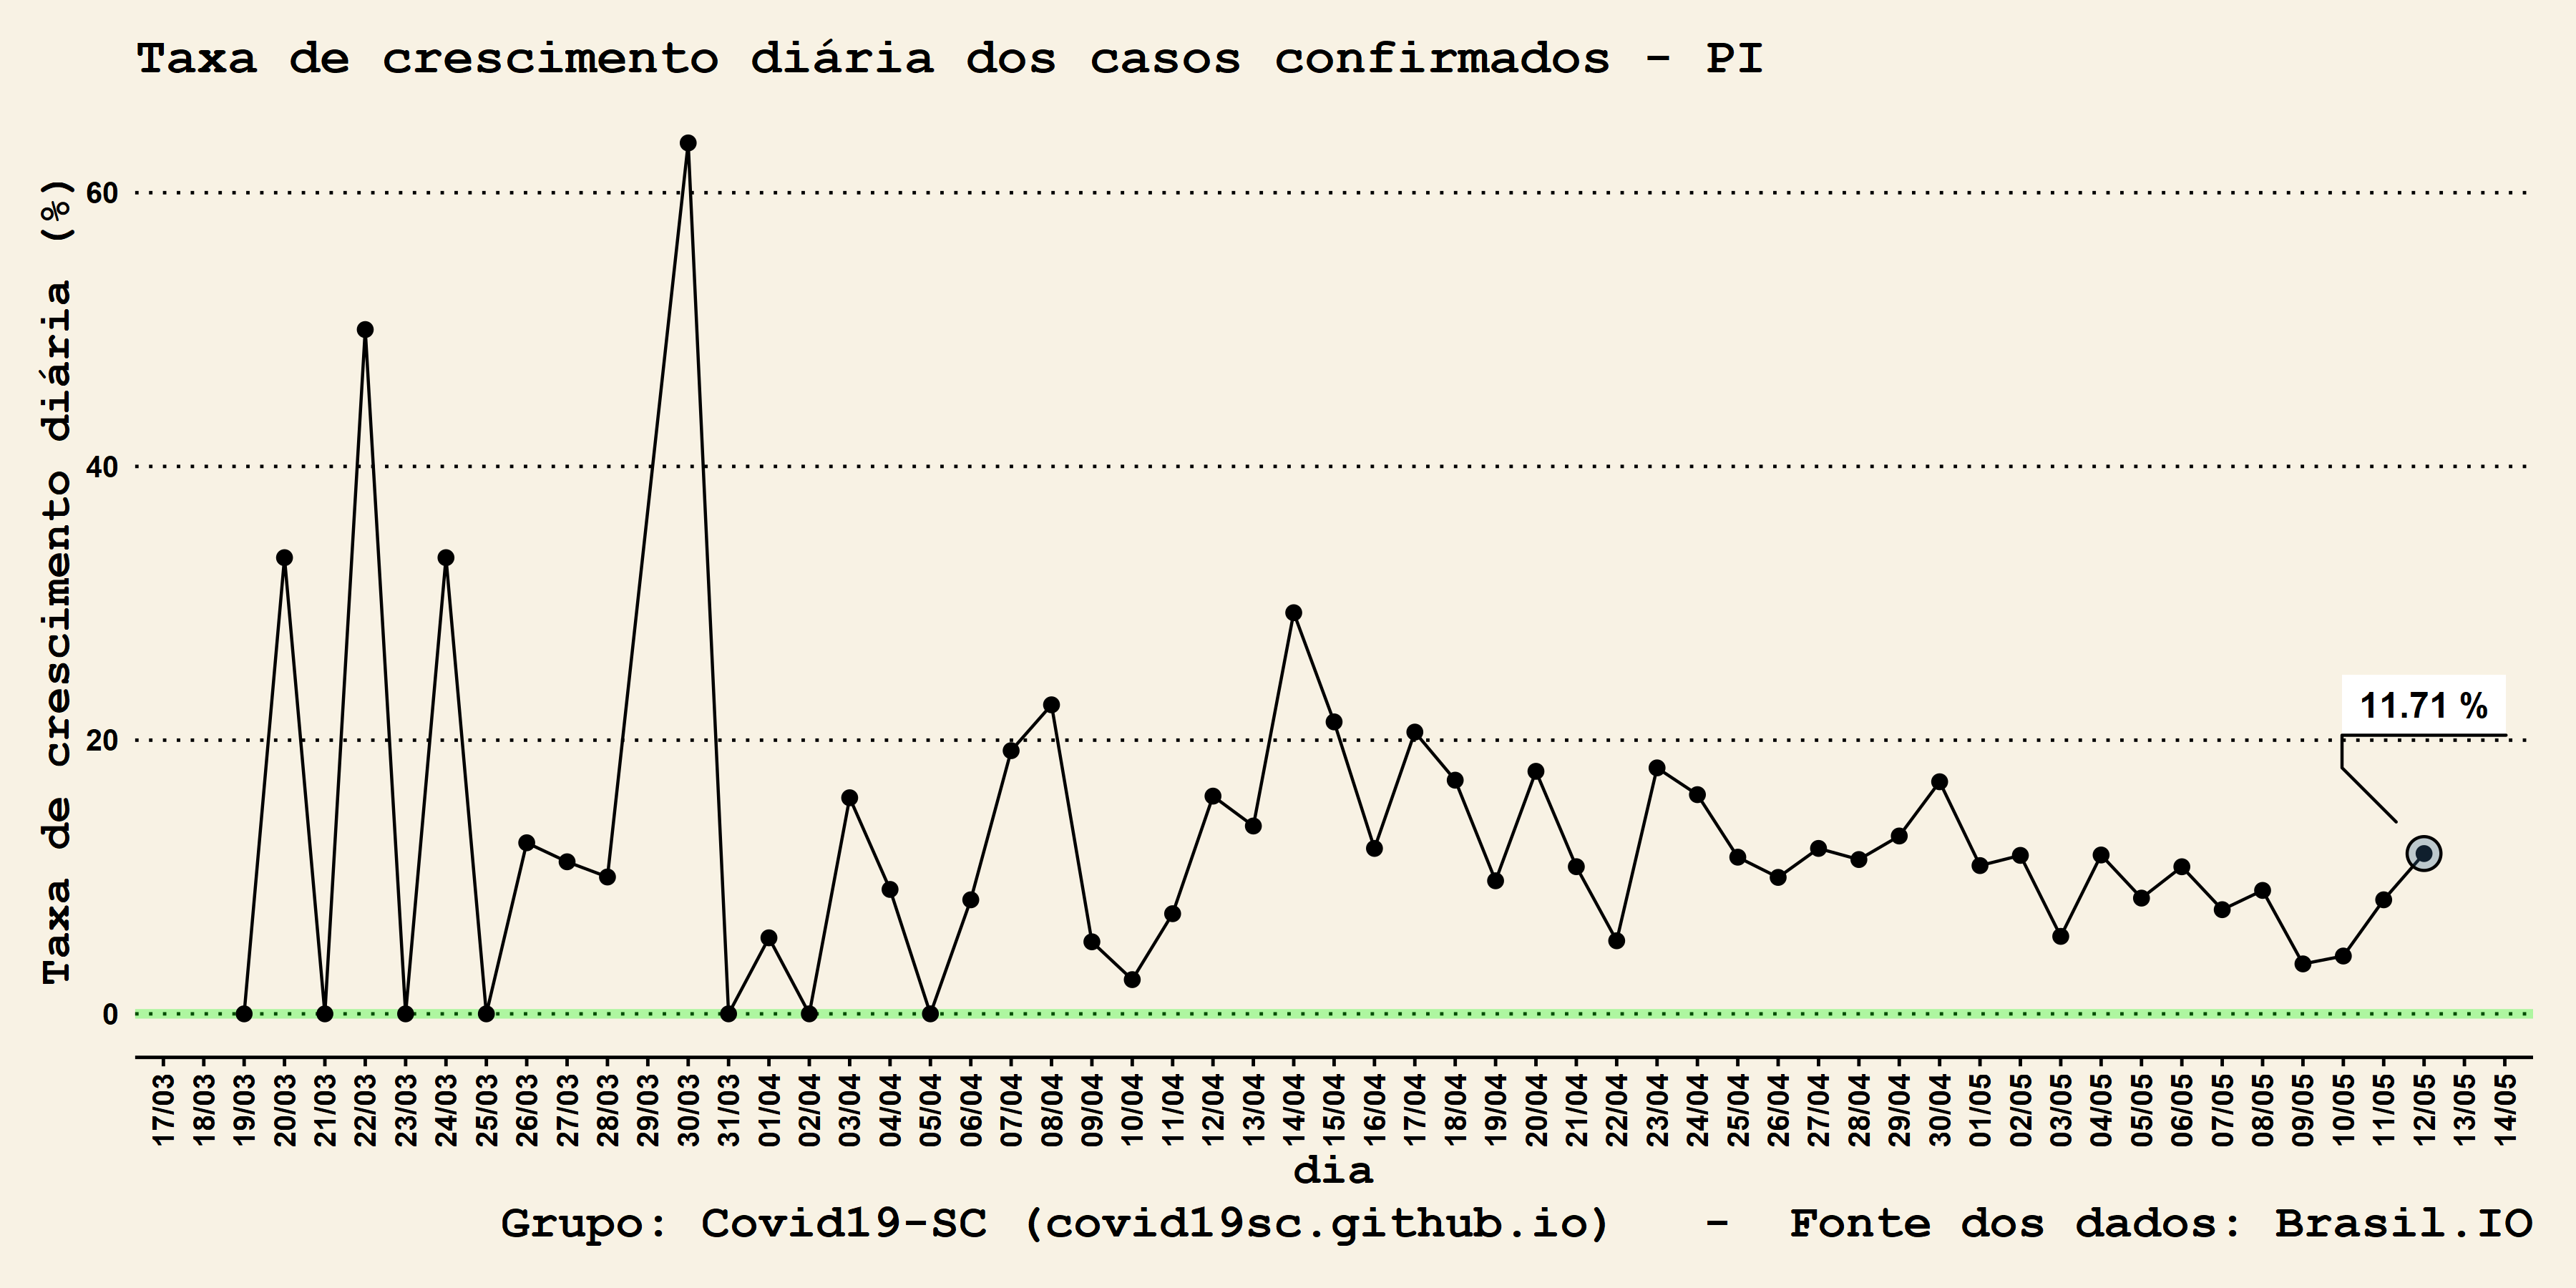 Taxa de crescimento diária dos casos confirmados - PI
Taxa de crescimento diária (%)
60
40
20
0
11.71 %
17/03 18/03 19/03 20/03 21/03 22/03 23/03 24/03 25/03 26/03 27/03 28/03 29/03 30/03 31/03 01/04 02/04 03/04 04/04 05/04 06/04 07/04 08/04 09/04 10/04 11/04 12/04 13/04 14/04 15/04 16/04 17/04 18/04 19/04 20/04 21/04 22/04 23/04 24/04 25/04 26/04 27/04 28/04 29/04 30/04 01/05 02/05 03/05 04/05 05/05 06/05 07/05 08/05 09/05 10/05 11/05 12/05 13/05 14/05
dia
Grupo: Covid19-SC (covid19sc.github.io) - Fonte dos dados: Brasil.IO